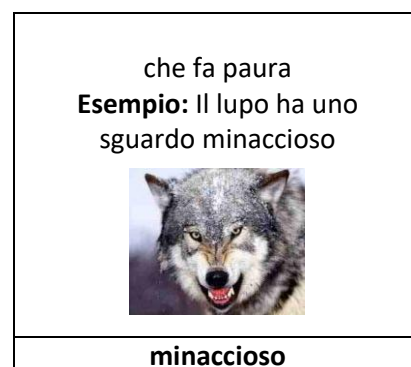 che fa paura
Esempio: Il lupo ha uno
sguardo minaccioso
minaccioso